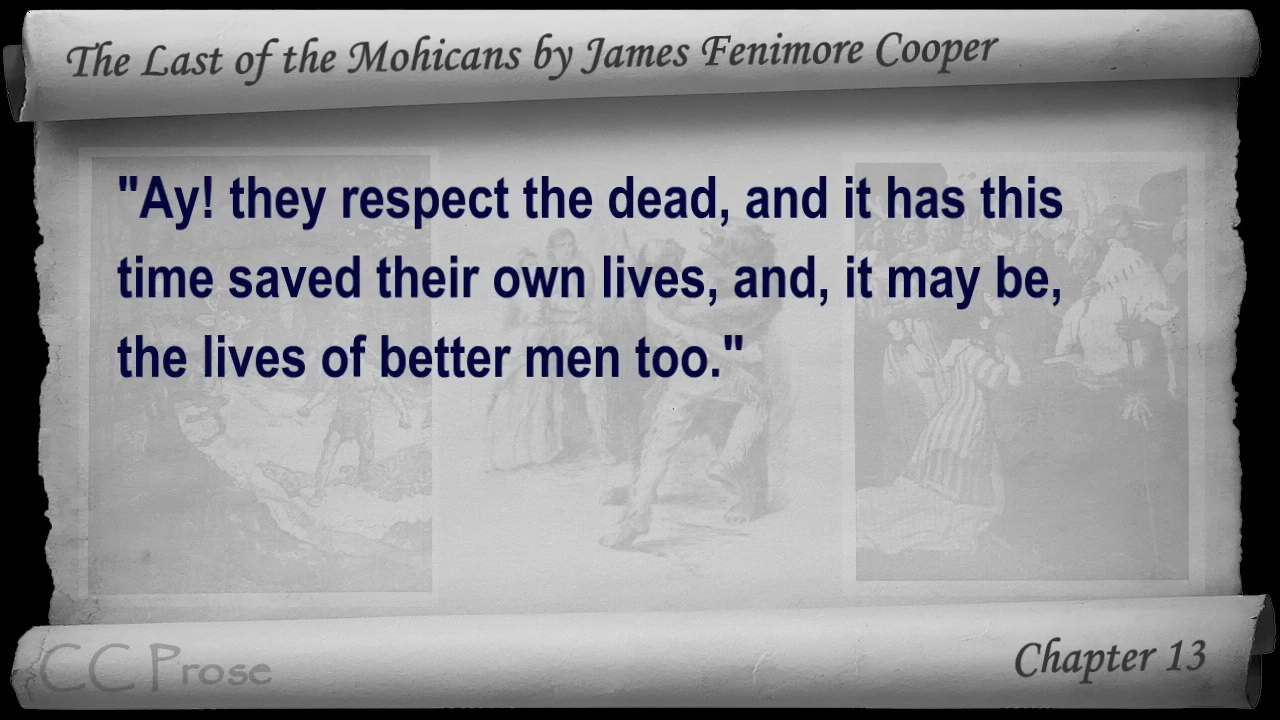 The Last of the Mohicans by James Fenimore Cooper
"Ay! they respect the dead, and it has this
time saved their own lives, and, it may be,
the lives of better men too."
CC Prose
Chapter 13